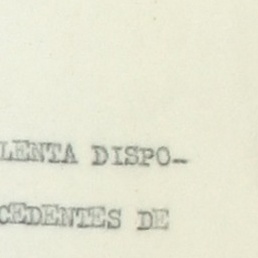 LENTA DISPO-
CEDENTES DE